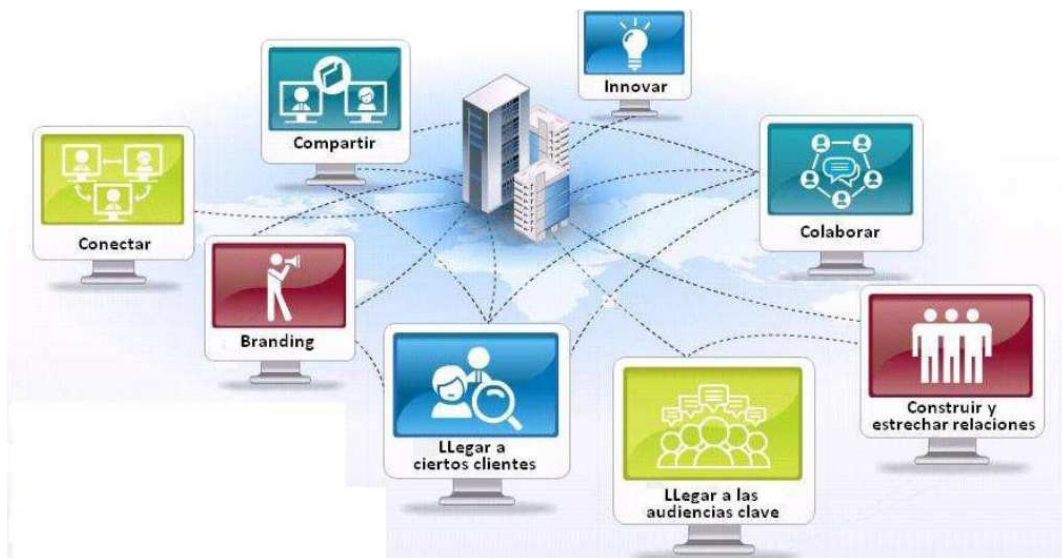 Innovar
Compartir
Colaborar
Conectar
Branding
Construir y
estrechar relaciones
LLegar a
ciertos clientes
LLegar a las
audiencias clave